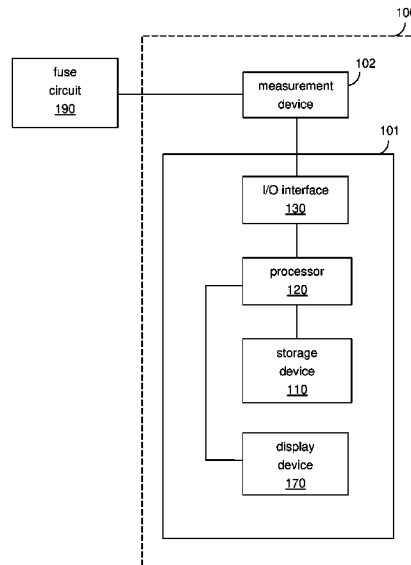 100
fuse
circuit
190
102
measurement
device
101
I/O interface
130
processor
120
storage
device
110
display
device
170